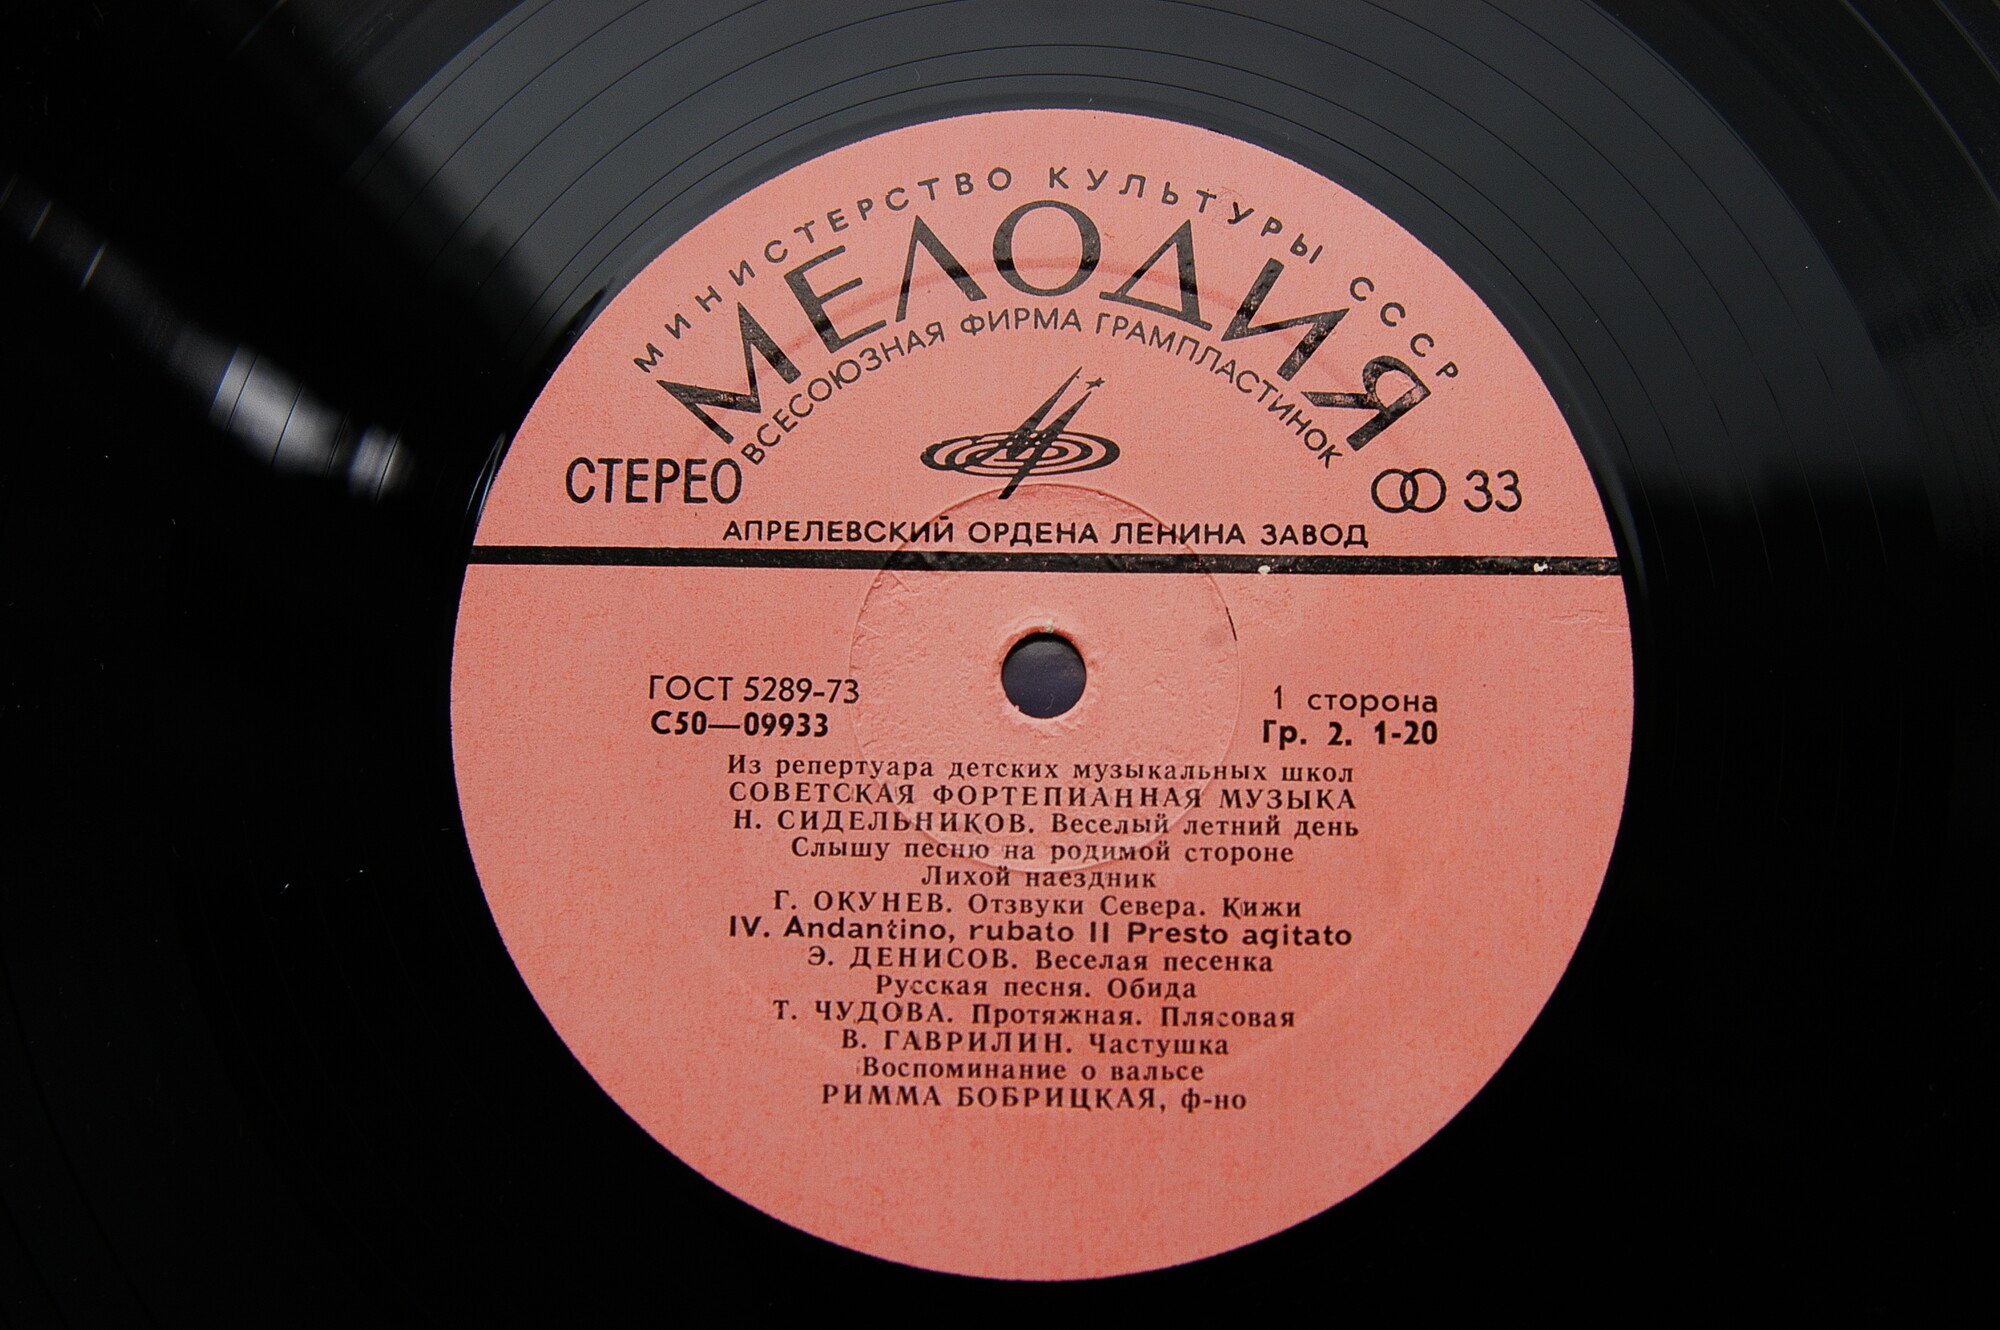 МИНИСТЕРСТВО КУЛЬТУРЫ СССР
МЕЛОДИЯ
ВСЕСОЮЗНАЯ ФИРМА ГРАМПЛАСТИНОК
СТЕРЕО
33
АПРЕЛЕВСКИЙ ОРДЕНА ЛЕНИНА ЗАВОД
ГОСТ 5289-73
С50—09933
1 сторона
Гр. 2. 1-20
Из репертуара детских музыкальных школ
СОВЕТСКАЯ ФОРТЕПИАННАЯ МУЗЫКА
Н. СИДЕЛЬНИКОВ. Веселый летний день
Слышу песню на родимой стороне
Лихой наездник
Г. ОКУНЕВ. Отзвуки Севера. Кижи
IV. Andantino, rubato II Presto agitato
Э. ДЕНИСОВ. Веселая песенка
Русская песня. Обида
Т. ЧУДОВА. Протяжная. Плясовая
В. ГАВРИЛИН. Частушка
Воспоминание о вальсе
РИММА БОБРИЦКАЯ, ф-но